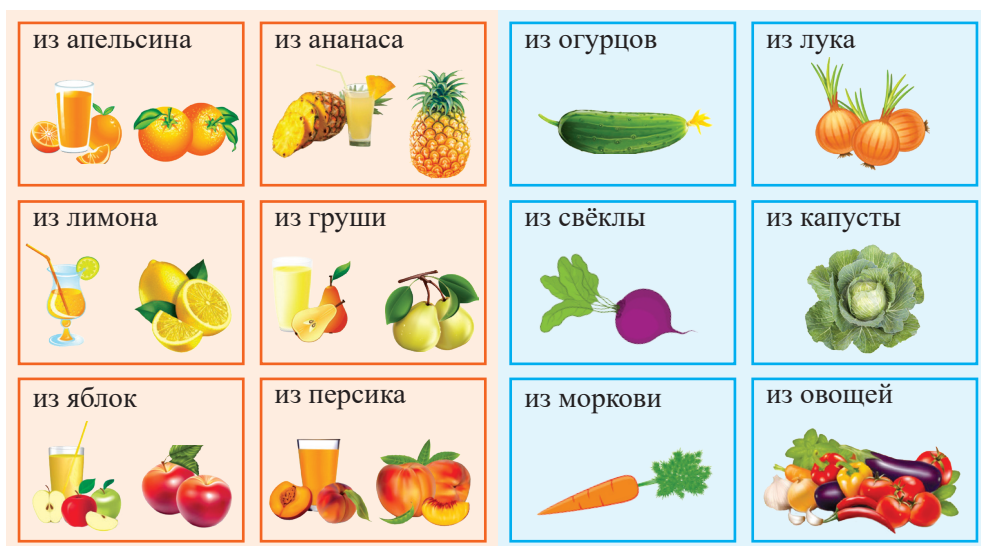 из апельсина
из ананаса
из огурцов
из лука
из лимона
из груши
из свёклы
из капусты
из яблок
из персика
из моркови
из овощей